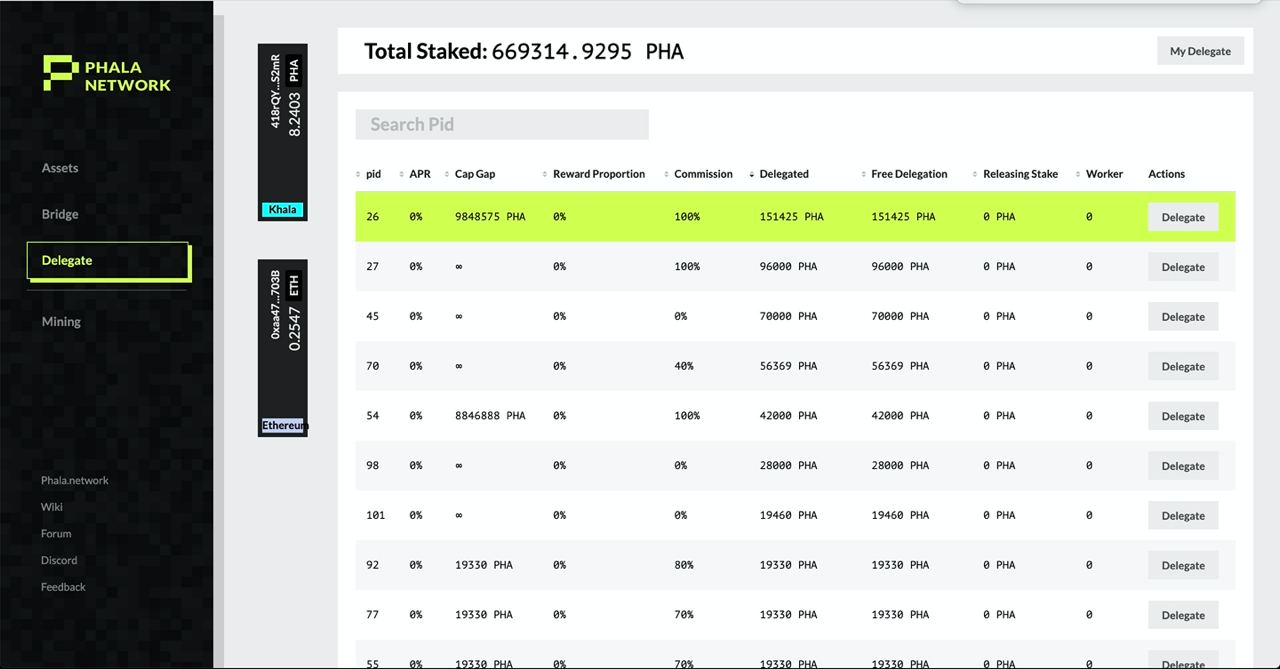 PHALA
NETWORK
Assets
Bridge
Delegate
Mining
Phala.network
Wiki
Forum
Discord
Feedback
418rQY...S2mR
8.2403 PHA
Khala
0xaa47...703B
0.2547 ETH
Ethereum
Total Staked: 669314.9295 PHA
My Delegate
Search Pid
pid APR Cap Gap Reward Proportion Commission Delegated Free Delegation Releasing Stake Worker Actions
26 0% 9848575 PHA 0% 100% 151425 PHA 151425 PHA 0 PHA 0 Delegate
27 0% ∞ 0% 100% 96000 PHA 96000 PHA 0 PHA 0 Delegate
45 0% ∞ 0% 0% 70000 PHA 70000 PHA 0 PHA 0 Delegate
70 0% ∞ 0% 40% 56369 PHA 56369 PHA 0 PHA 0 Delegate
54 0% 8846888 PHA 0% 100% 42000 PHA 42000 PHA 0 PHA 0 Delegate
98 0% ∞ 0% 0% 28000 PHA 28000 PHA 0 PHA 0 Delegate
101 0% ∞ 0% 0% 19460 PHA 19460 PHA 0 PHA 0 Delegate
92 0% 19330 PHA 0% 80% 19330 PHA 19330 PHA 0 PHA 0 Delegate
77 0% 19330 PHA 0% 70% 19330 PHA 19330 PHA 0 PHA 0 Delegate
55 0% 19330 PHA 0% 70% 19330 PHA 19330 PHA 0 PHA 0 Delegate